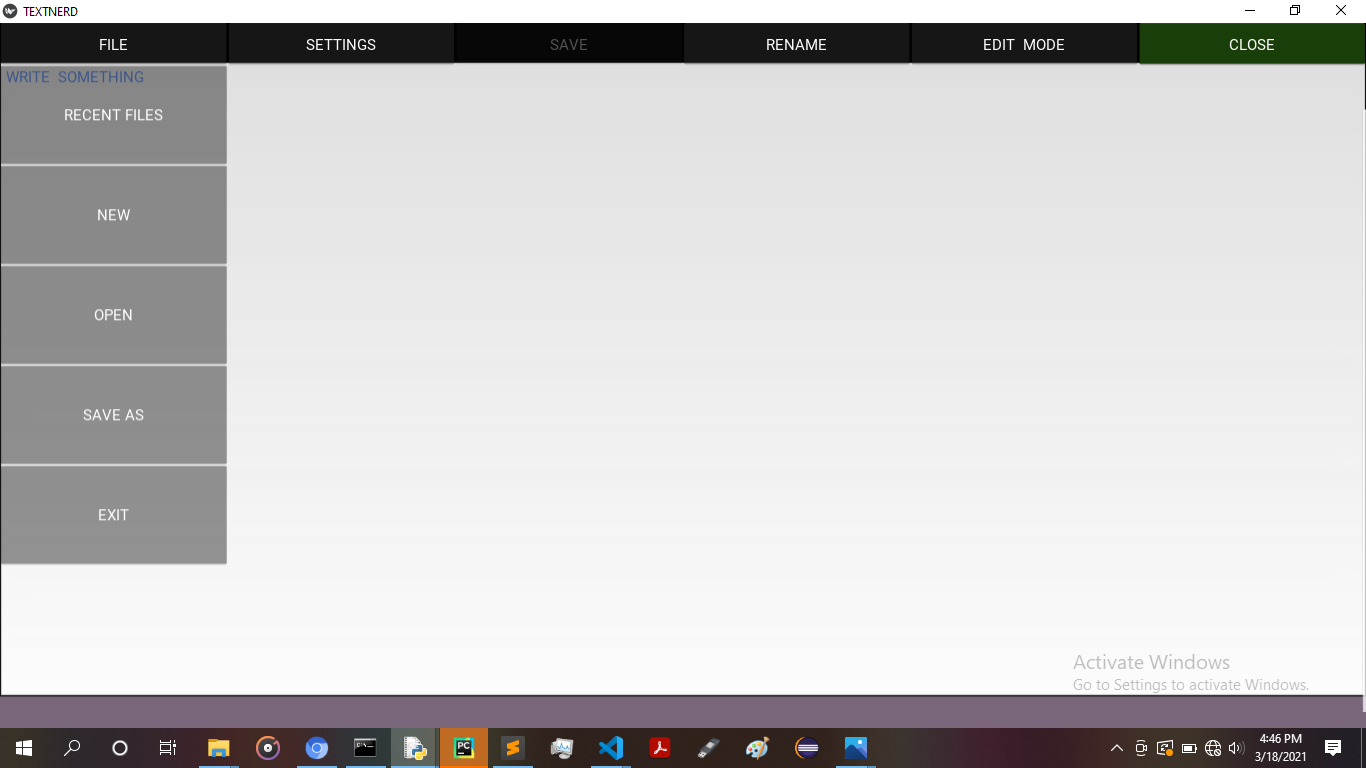 TEXTNERD
FILE SETTINGS SAVE RENAME EDIT MODE CLOSE
WRITE SOMETHING
RECENT FILES
NEW
OPEN
SAVE AS
EXIT
Activate Windows
Go to Settings to activate Windows.
PC
4:46 PM
3/18/2021